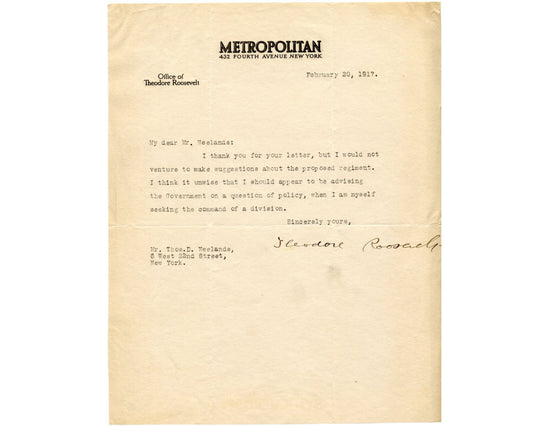 METROPOLITAN
432 FOURTH AVENUE NEW YORK
Office of
Theodore Roosevelt
February 20, 1917.
My dear Mr. Neelands:
I thank you for your letter, but I would not
venture to make suggestions about the proposed regiment.
I think it unwise that I should appear to be advising
the Government on a question of policy, when I am myself
seeking the command of a division.
Sincerely yours,
Theodore Roosevelt
Mr. Thos.D. Neelands,
6 West 22nd Street,
New York.